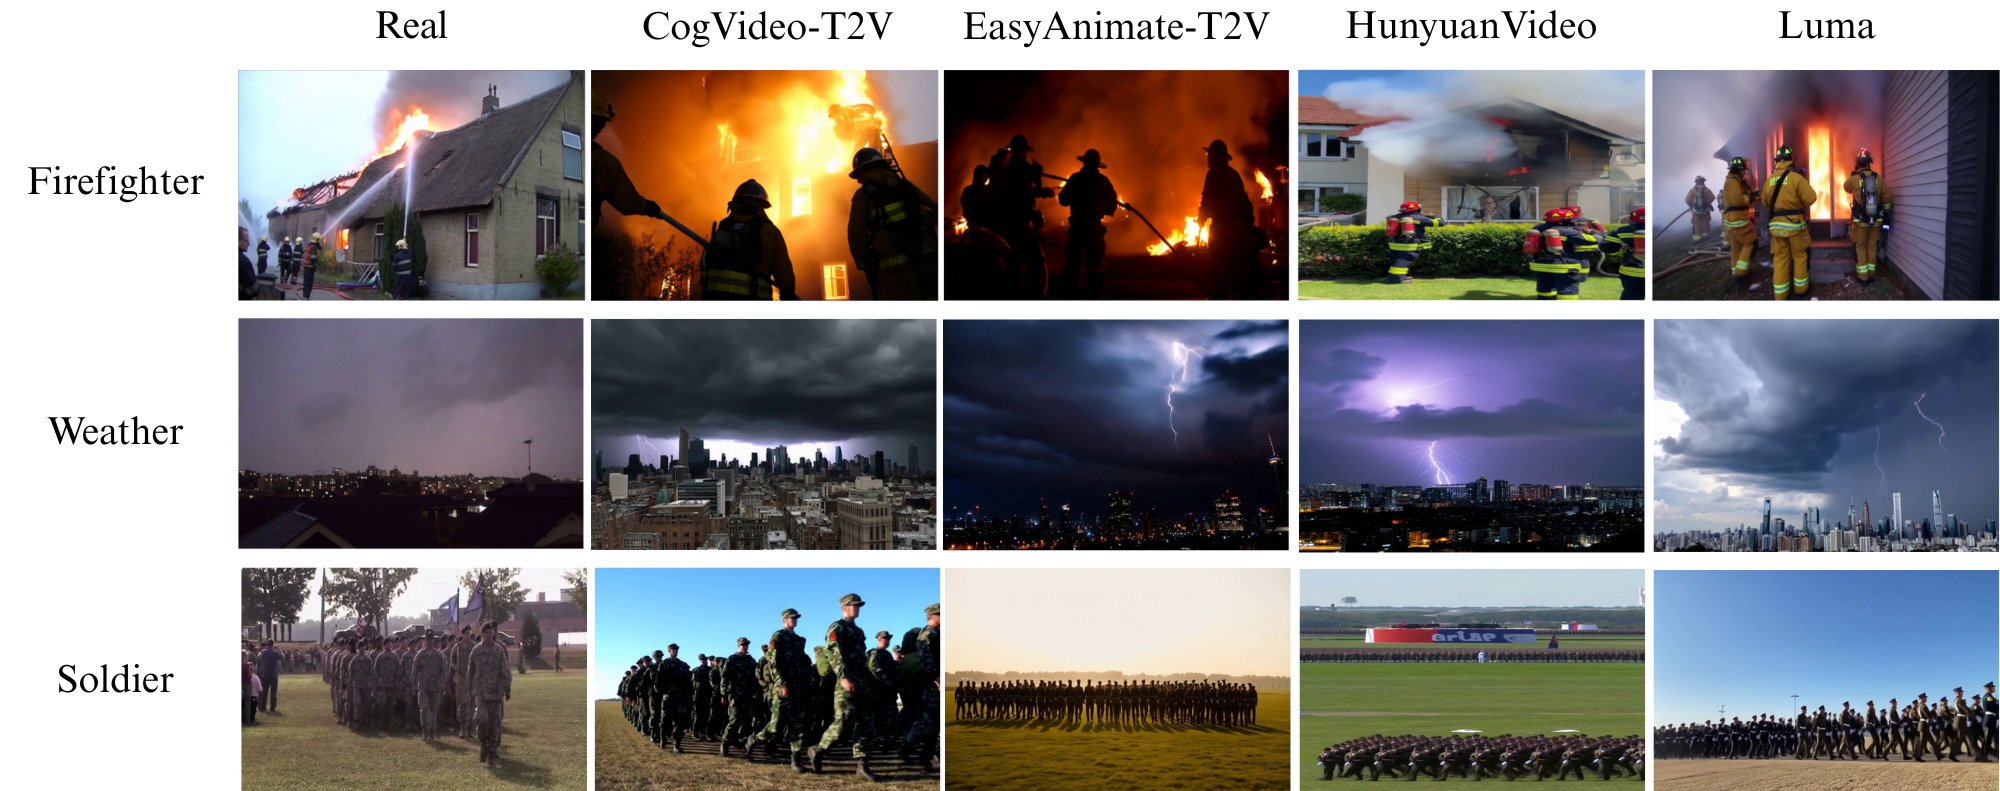 Real CogVideo-T2V EasyAnimate-T2V HunyuanVideo Luma
Firefighter
Weather
Soldier